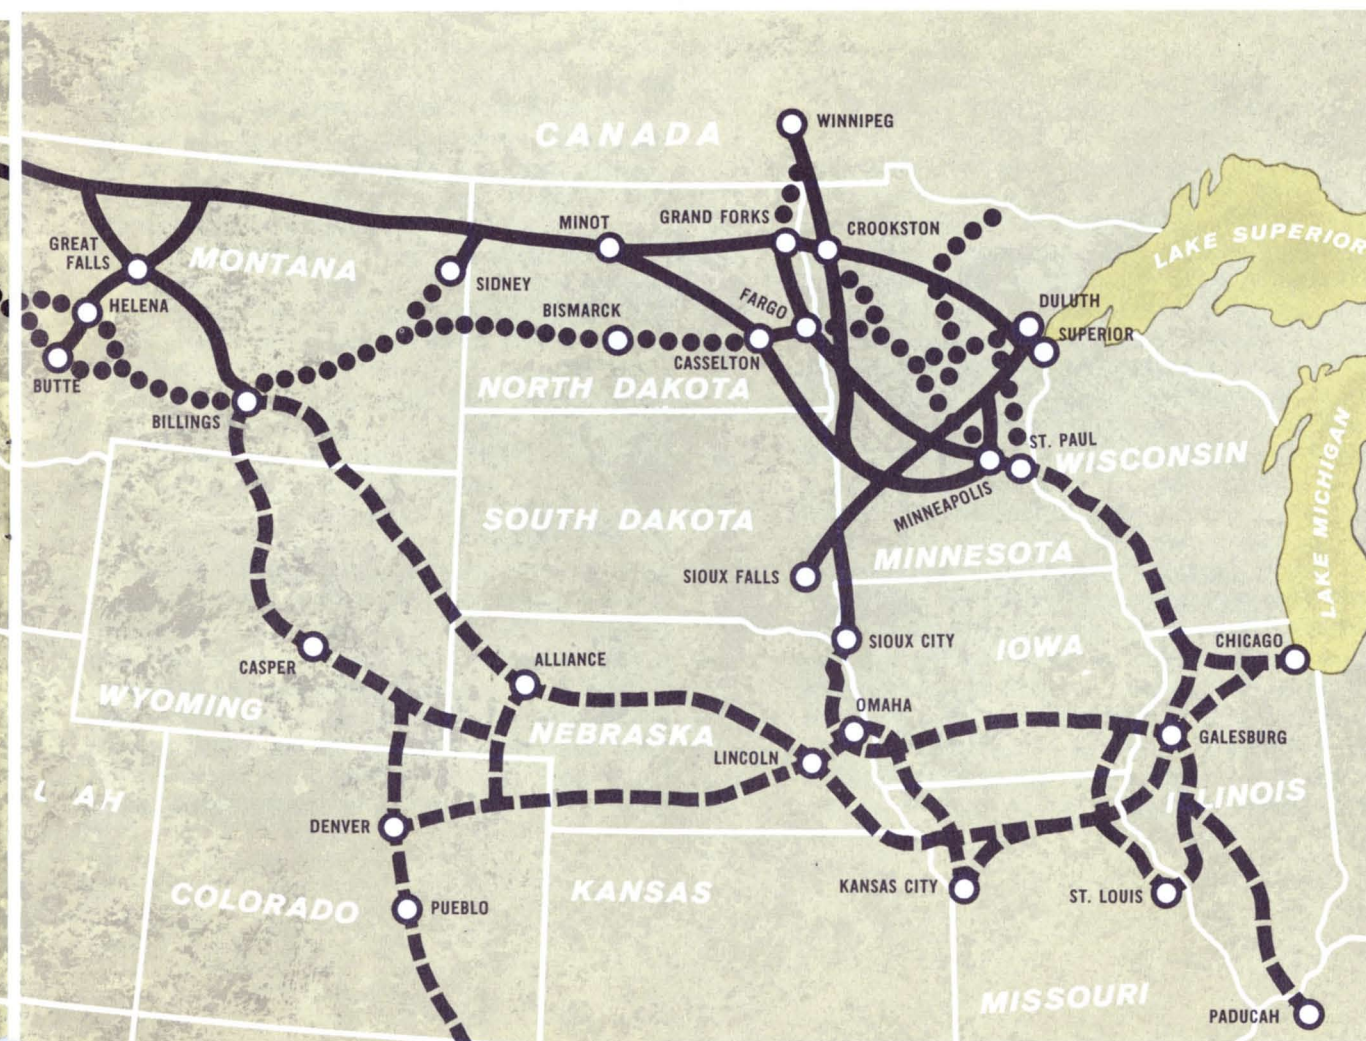 WINNIPEG
CANADA
MINOT
GRAND FORKS
CROOKSTON
LAKE SUPERIOR
GREAT
FALLS
MONTANA
SIDNEY
HELENA
BISMARCK
FARGO
DULUTH
SUPERIOR
CASSELTON
BUTTE
NORTH DAKOTA
BILLINGS
ST. PAUL
WISCONSIN
LAKE MICHIGAN
MINNEAPOLIS
SOUTH DAKOTA
MINNESOTA
SIOUX FALLS
SIOUX CITY
IOWA
CHICAGO
CASPER
ALLIANCE
WYOMING
OMAHA
NEBRASKA
LINCOLN
GALESBURG
ILLINOIS
DENVER
KANSAS CITY
ST. LOUIS
COLORADO
PUEBLO
KANSAS
MISSOURI
PADUCAH